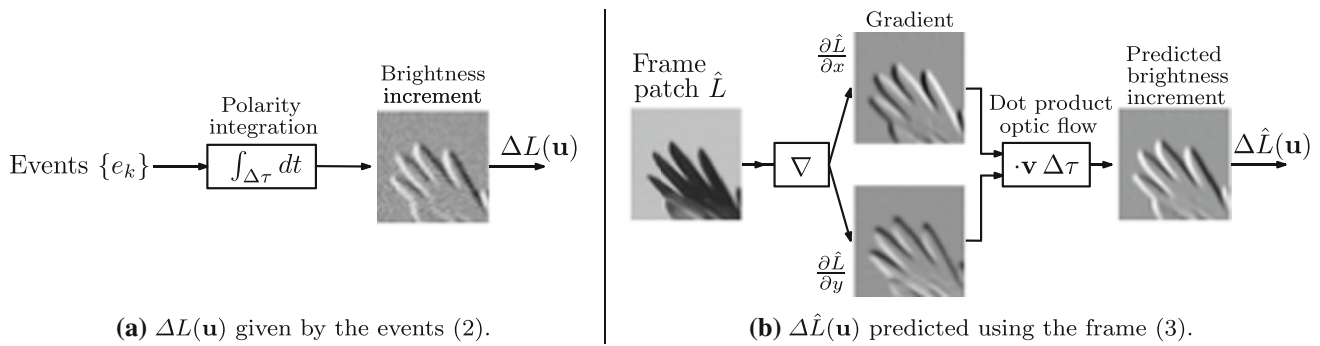 Events {e_k}
Polarity
integration
∫_{Δτ} dt
Brightness
increment
ΔL(u)
(a) ΔL(u) given by the events (2).
Frame
patch L̂
∇
Gradient
∂L̂/∂x
∂L̂/∂y
Dot product
optic flow
·v Δτ
Predicted
brightness
increment
ΔL̂(u)
(b) ΔL̂(u) predicted using the frame (3).